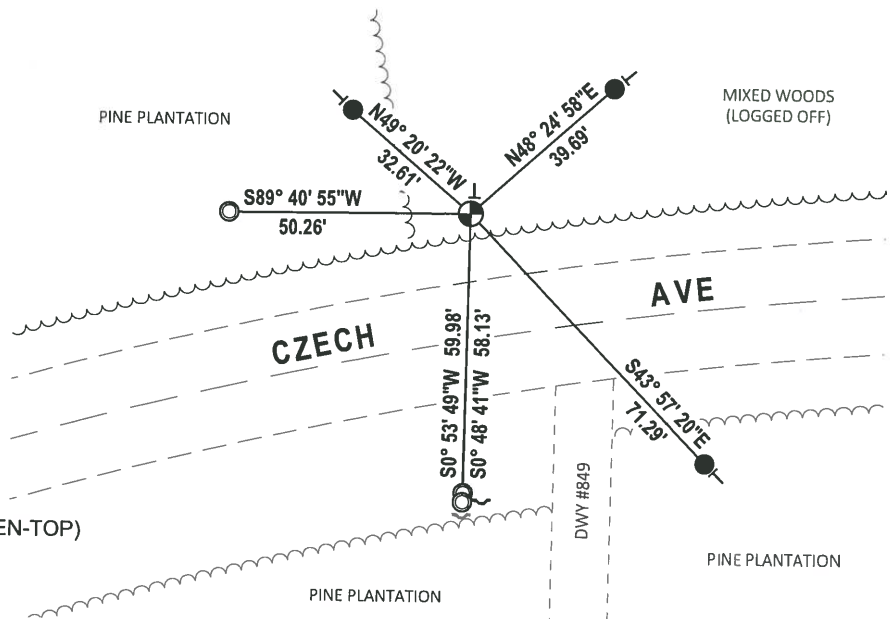 PINE PLANTATION
N49° 20' 22"W
32.61'
N48° 24' 58"E
39.69'
MIXED WOODS
(LOGGED OFF)
S89° 40' 55"W
50.26'
CZECH AVE
S0° 53' 49"W 59.98'
S0° 48' 41"W 58.13'
S43° 57' 20"E
71.29'
DWY #849
EN-TOP)
PINE PLANTATION
PINE PLANTATION